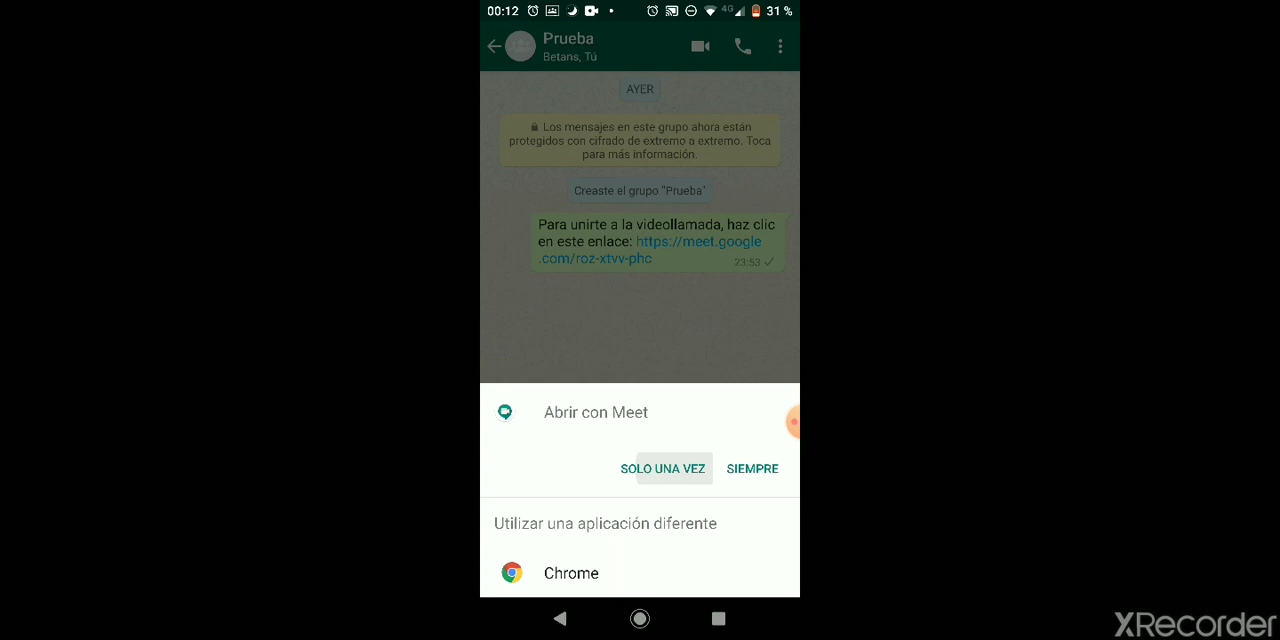 00:12 4G 31 %
Prueba
Betans, Tú
AYER
Los mensajes en este grupo ahora están
protegidos con cifrado de extremo a extremo. Toca
para más información.
Creaste el grupo "Prueba"
Para unirte a la videollamada, haz clic
en este enlace: https://meet.google
.com/roz-xtvv-phc
23:53
Abrir con Meet
SOLO UNA VEZ SIEMPRE
Utilizar una aplicación diferente
Chrome
XRecorder